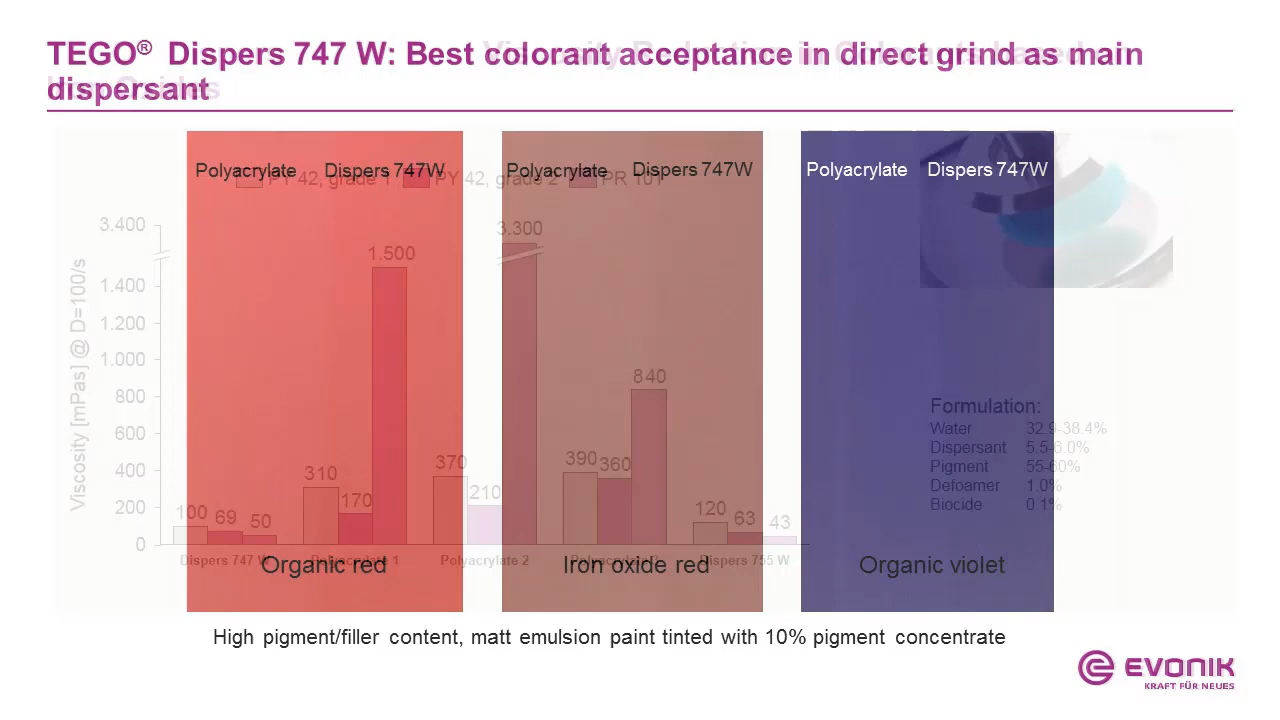 TEGO® Dispers 747 W: Best colorant acceptance in direct grind as main
dispersant
Polyacrylate Dispers 747W
Polyacrylate Dispers 747W
Polyacrylate Dispers 747W
PY 42, grade 1 PY 42, grade 2 PR 101
Viscosity [mPas] @ D=100/s
3.400
1.400
1.200
1.000
800
600
400
200
0
100 69 50
310 170 1.500
370 210 3.300
390 360 840
120 63 43
Dispers 747 W Polyacrylate 1 Polyacrylate 2 Polyacrylate 3 Dispers 755 W
Formulation:
Water 32.9-38.4%
Dispersant 5.5-6.0%
Pigment 55-60%
Defoamer 1.0%
Biocide 0.1%
Organic red
Iron oxide red
Organic violet
High pigment/filler content, matt emulsion paint tinted with 10% pigment concentrate
EVONIK
KRAFT FÜR NEUES